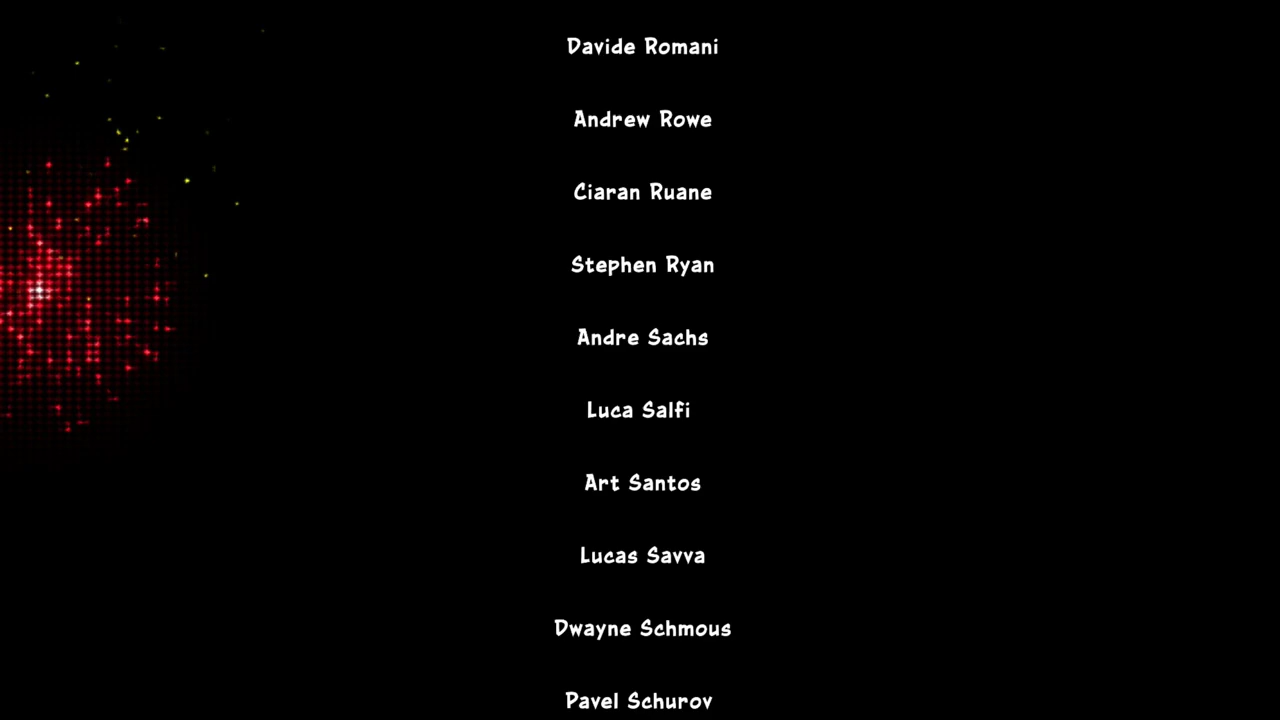 Davide Romani
Andrew Rowe
Ciaran Ruane
Stephen Ryan
Andre Sachs
Luca Salfi
Art Santos
Lucas Savva
Dwayne Schmous
Pavel Schurov